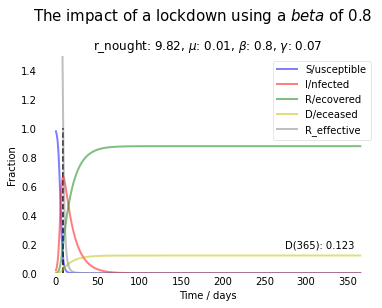 The impact of a lockdown using a beta of 0.8
r_nought: 9.82, μ: 0.01, β: 0.8, γ: 0.07
S/usceptible
I/nfected
R/ecovered
D/eceased
R_effective
1.4
1.2
1.0
0.8
0.6
0.4
0.2
0.0
Fraction
D(365): 0.123
0 50 100 150 200 250 300 350
Time / days